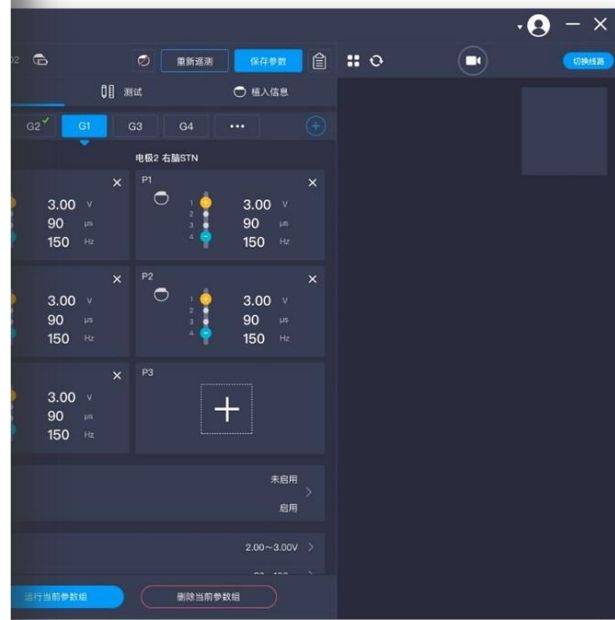 02
重新遥测
保存参数
切换线路
测试
植入信息
G2
G1
G3
G4
•••
电极2 右脑STN
3.00 V
90 μs
150 Hz
P1
1
2
3
4
3.00 V
90 μs
150 Hz
3.00 V
90 μs
150 Hz
P2
1
2
3
4
3.00 V
90 μs
150 Hz
3.00 V
90 μs
150 Hz
P3
未启用
启用
2.00~3.00V
运行当前参数组
删除当前参数组